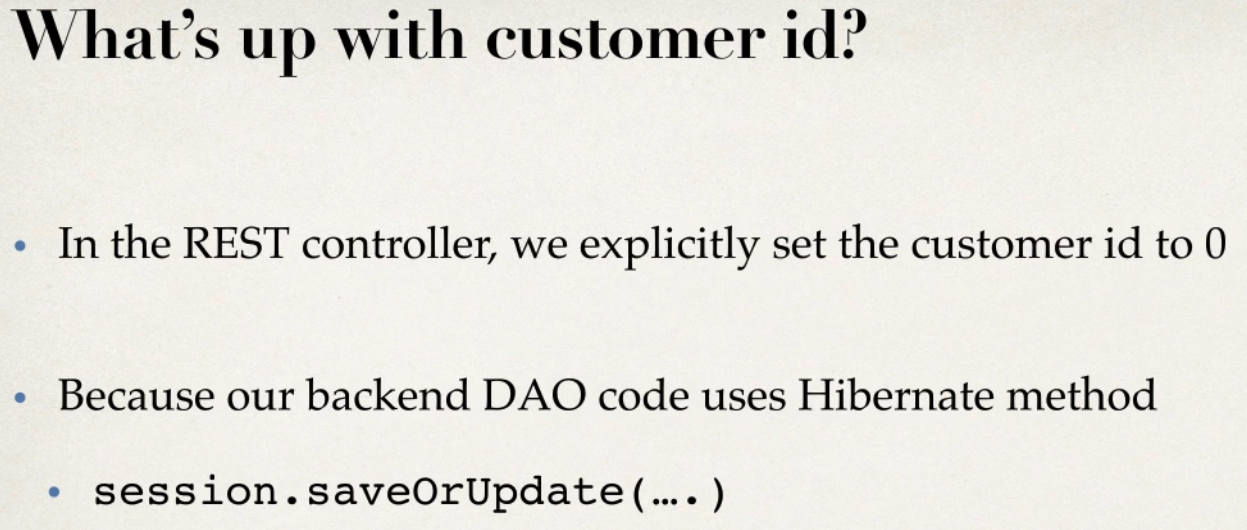 What’s up with customer id?
• In the REST controller, we explicitly set the customer id to 0
• Because our backend DAO code uses Hibernate method
• session.saveOrUpdate(….)